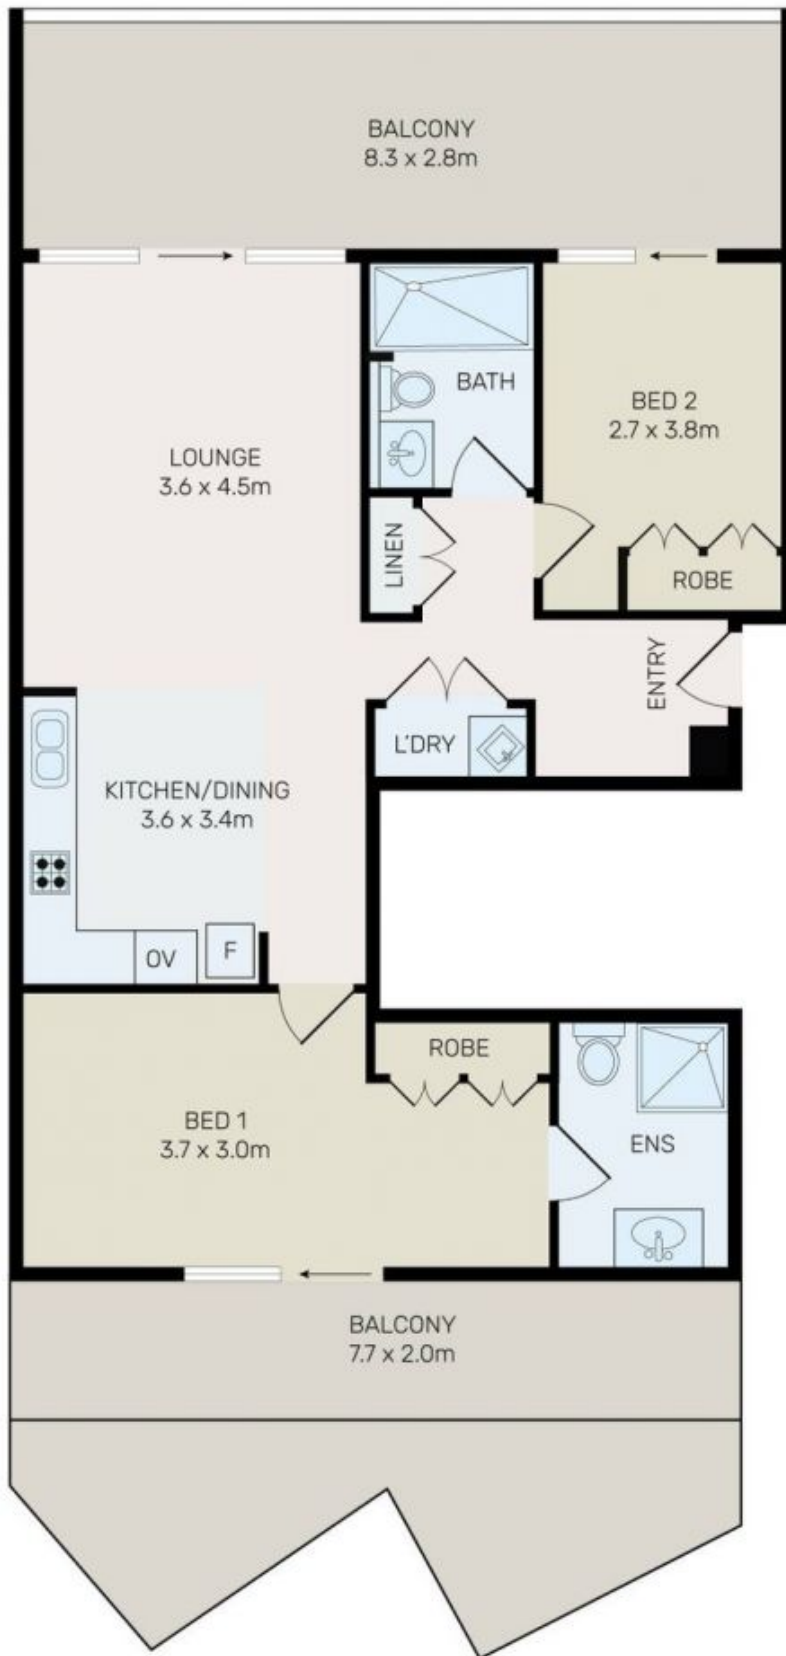 BALCONY
8.3 x 2.8m
BATH
BED 2
2.7 x 3.8m
LOUNGE
3.6 x 4.5m
LINEN
ROBE
ENTRY
L'DRY
KITCHEN/DINING
3.6 x 3.4m
OV
F
ROBE
BED 1
3.7 x 3.0m
ENS
BALCONY
7.7 x 2.0m